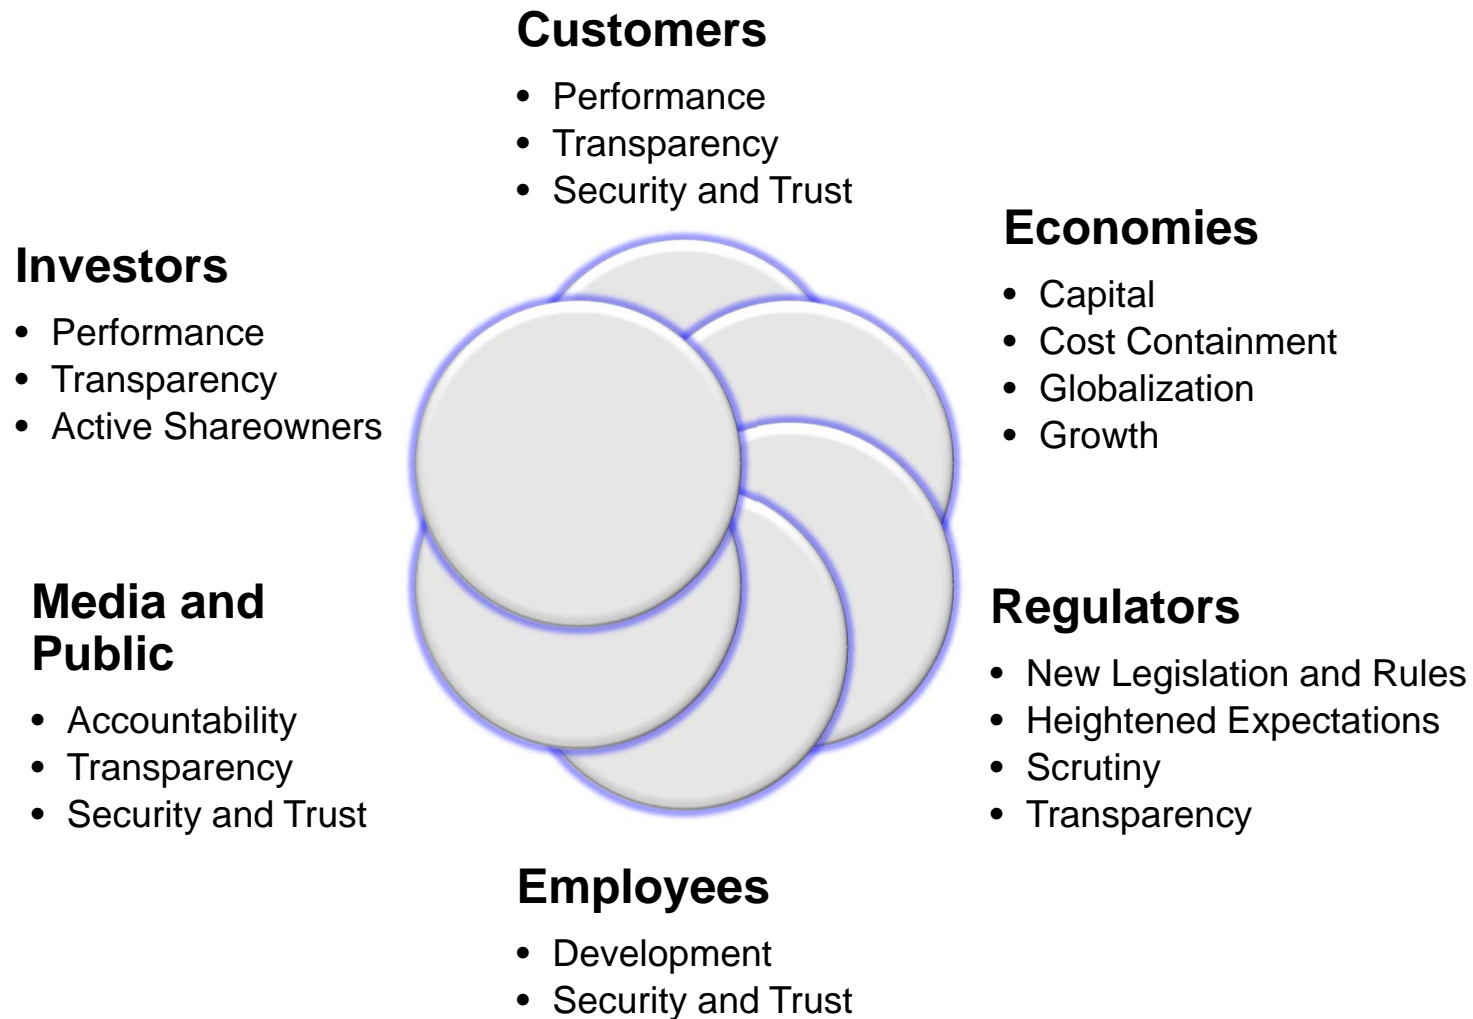 Customers
• Performance
• Transparency
• Security and Trust
Economies
• Capital
• Cost Containment
• Globalization
• Growth
Regulators
• New Legislation and Rules
• Heightened Expectations
• Scrutiny
• Transparency
Employees
• Development
• Security and Trust
Media and
Public
• Accountability
• Transparency
• Security and Trust
Investors
• Performance
• Transparency
• Active Shareowners